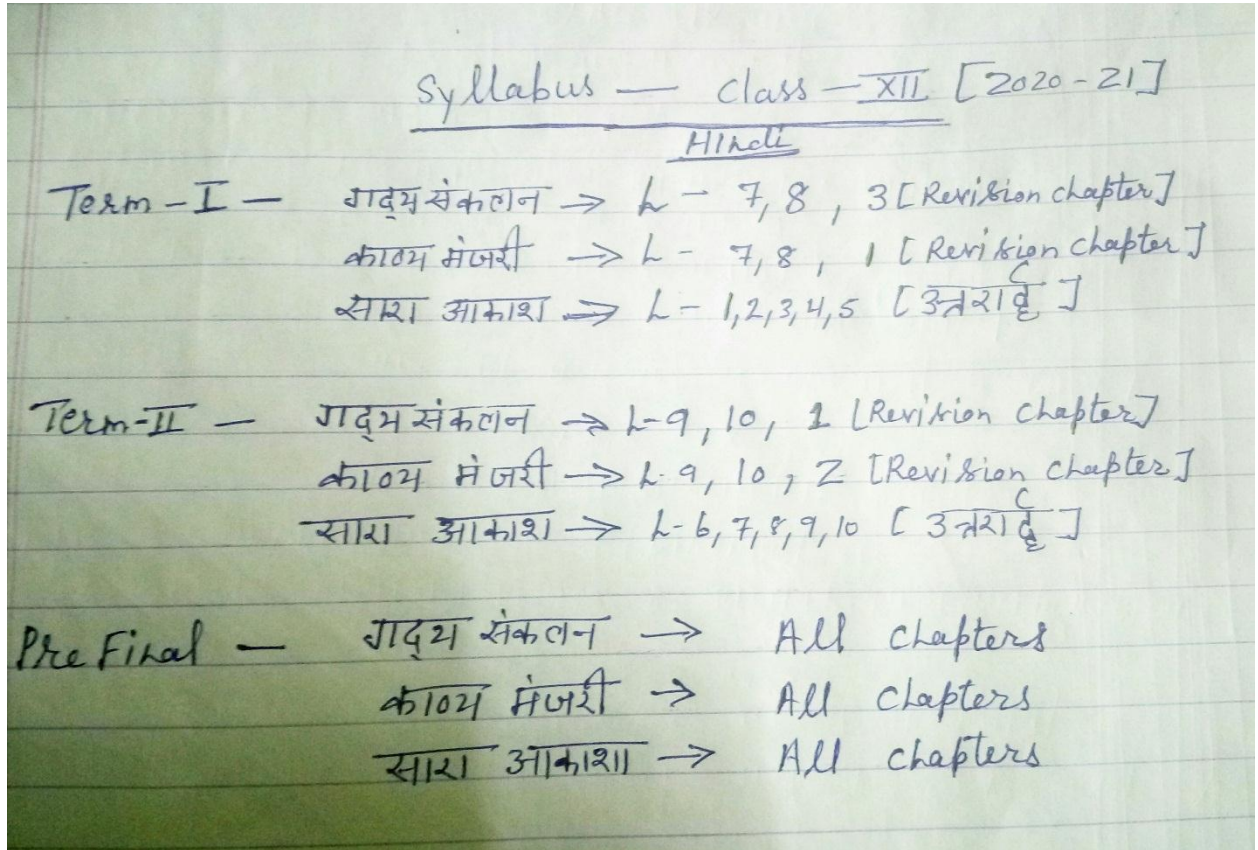 Syllabus — class — XII [2020-21]
Hindi
Term-I — गद्य संकलन → L - 7, 8, 3 [Revision chapter]
काव्य मंजरी → L - 7, 8, 1 [Revision chapter]
सारा आकाश → L - 1,2,3,4,5 [उत्तरार्द्ध]
Term-II — गद्य संकलन → L-9, 10, 1 [Revision chapter]
काव्य मंजरी → L-9, 10, 2 [Revision chapter]
सारा आकाश → L-6,7,8,9,10 [उत्तरार्द्ध]
Pre Final — गद्य संकलन → All chapters
काव्य मंजरी → All chapters
सारा आकाश → All chapters